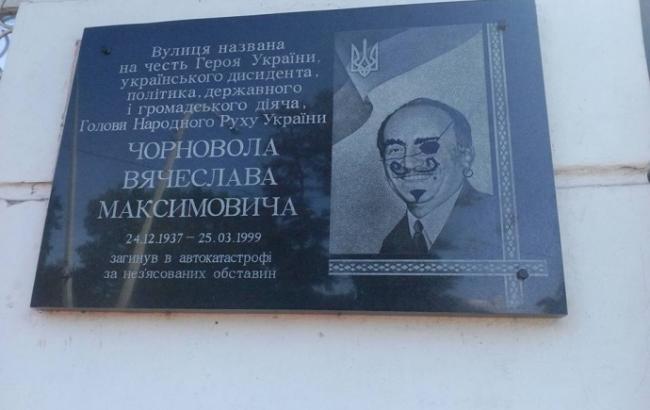 Вулиця названа
на честь Героя України,
українського дисидента,
політика, державного
і громадського діяча,
Голови Народного Руху України
ЧОРНОВОЛА
ВЯЧЕСЛАВА
МАКСИМОВИЧА
24.12.1937 – 25.03.1999
загинув в автокатастрофі
за нез'ясованих обставин